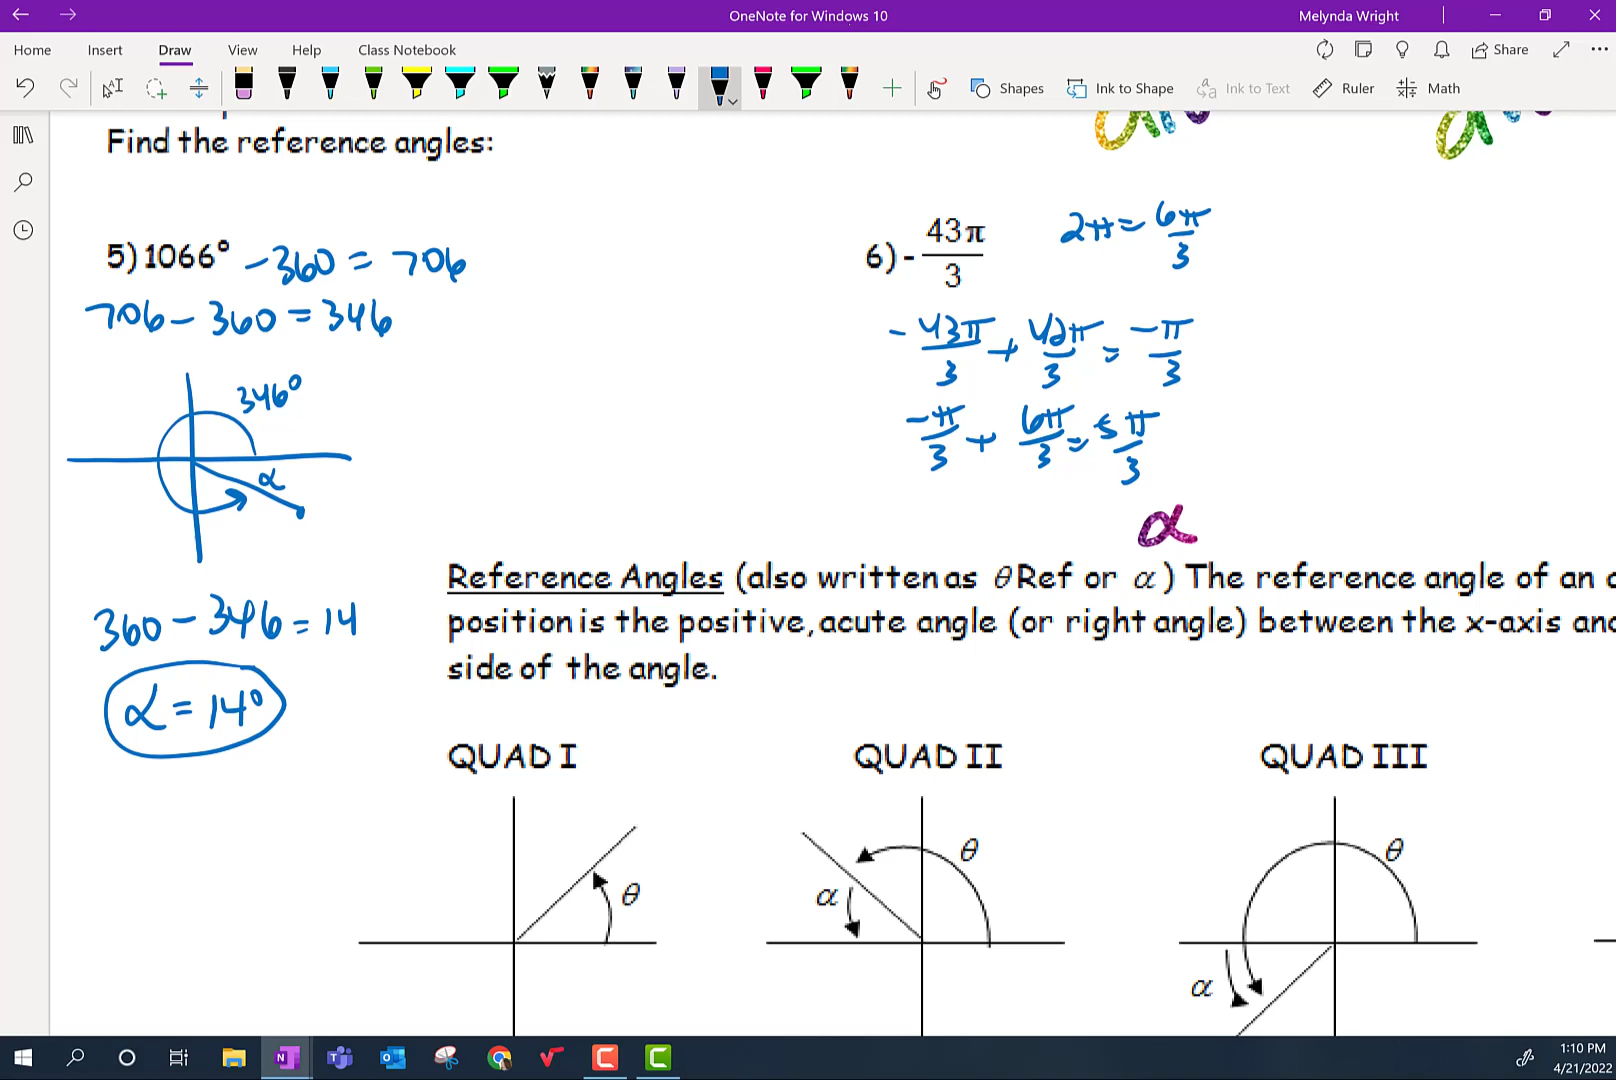 OneNote for Windows 10
Melynda Wright
Home Insert Draw View Help Class Notebook
Share
Shapes Ink to Shape Ink to Text Ruler Math
Find the reference angles:
5) 1066° - 360 = 706
706 - 360 = 346
346°
α
360 - 346 = 14
α = 14°
6) - 43π/3
2π = 6π/3
- 43π/3 + 42π/3 = -π/3
-π/3 + 6π/3 = 5π/3
α
Reference Angles (also written as θ Ref or α ) The reference angle of an
position is the positive, acute angle (or right angle) between the x-axis and
side of the angle.
QUAD I QUAD II QUAD III
θ
α θ
α θ
1:10 PM
4/21/2022